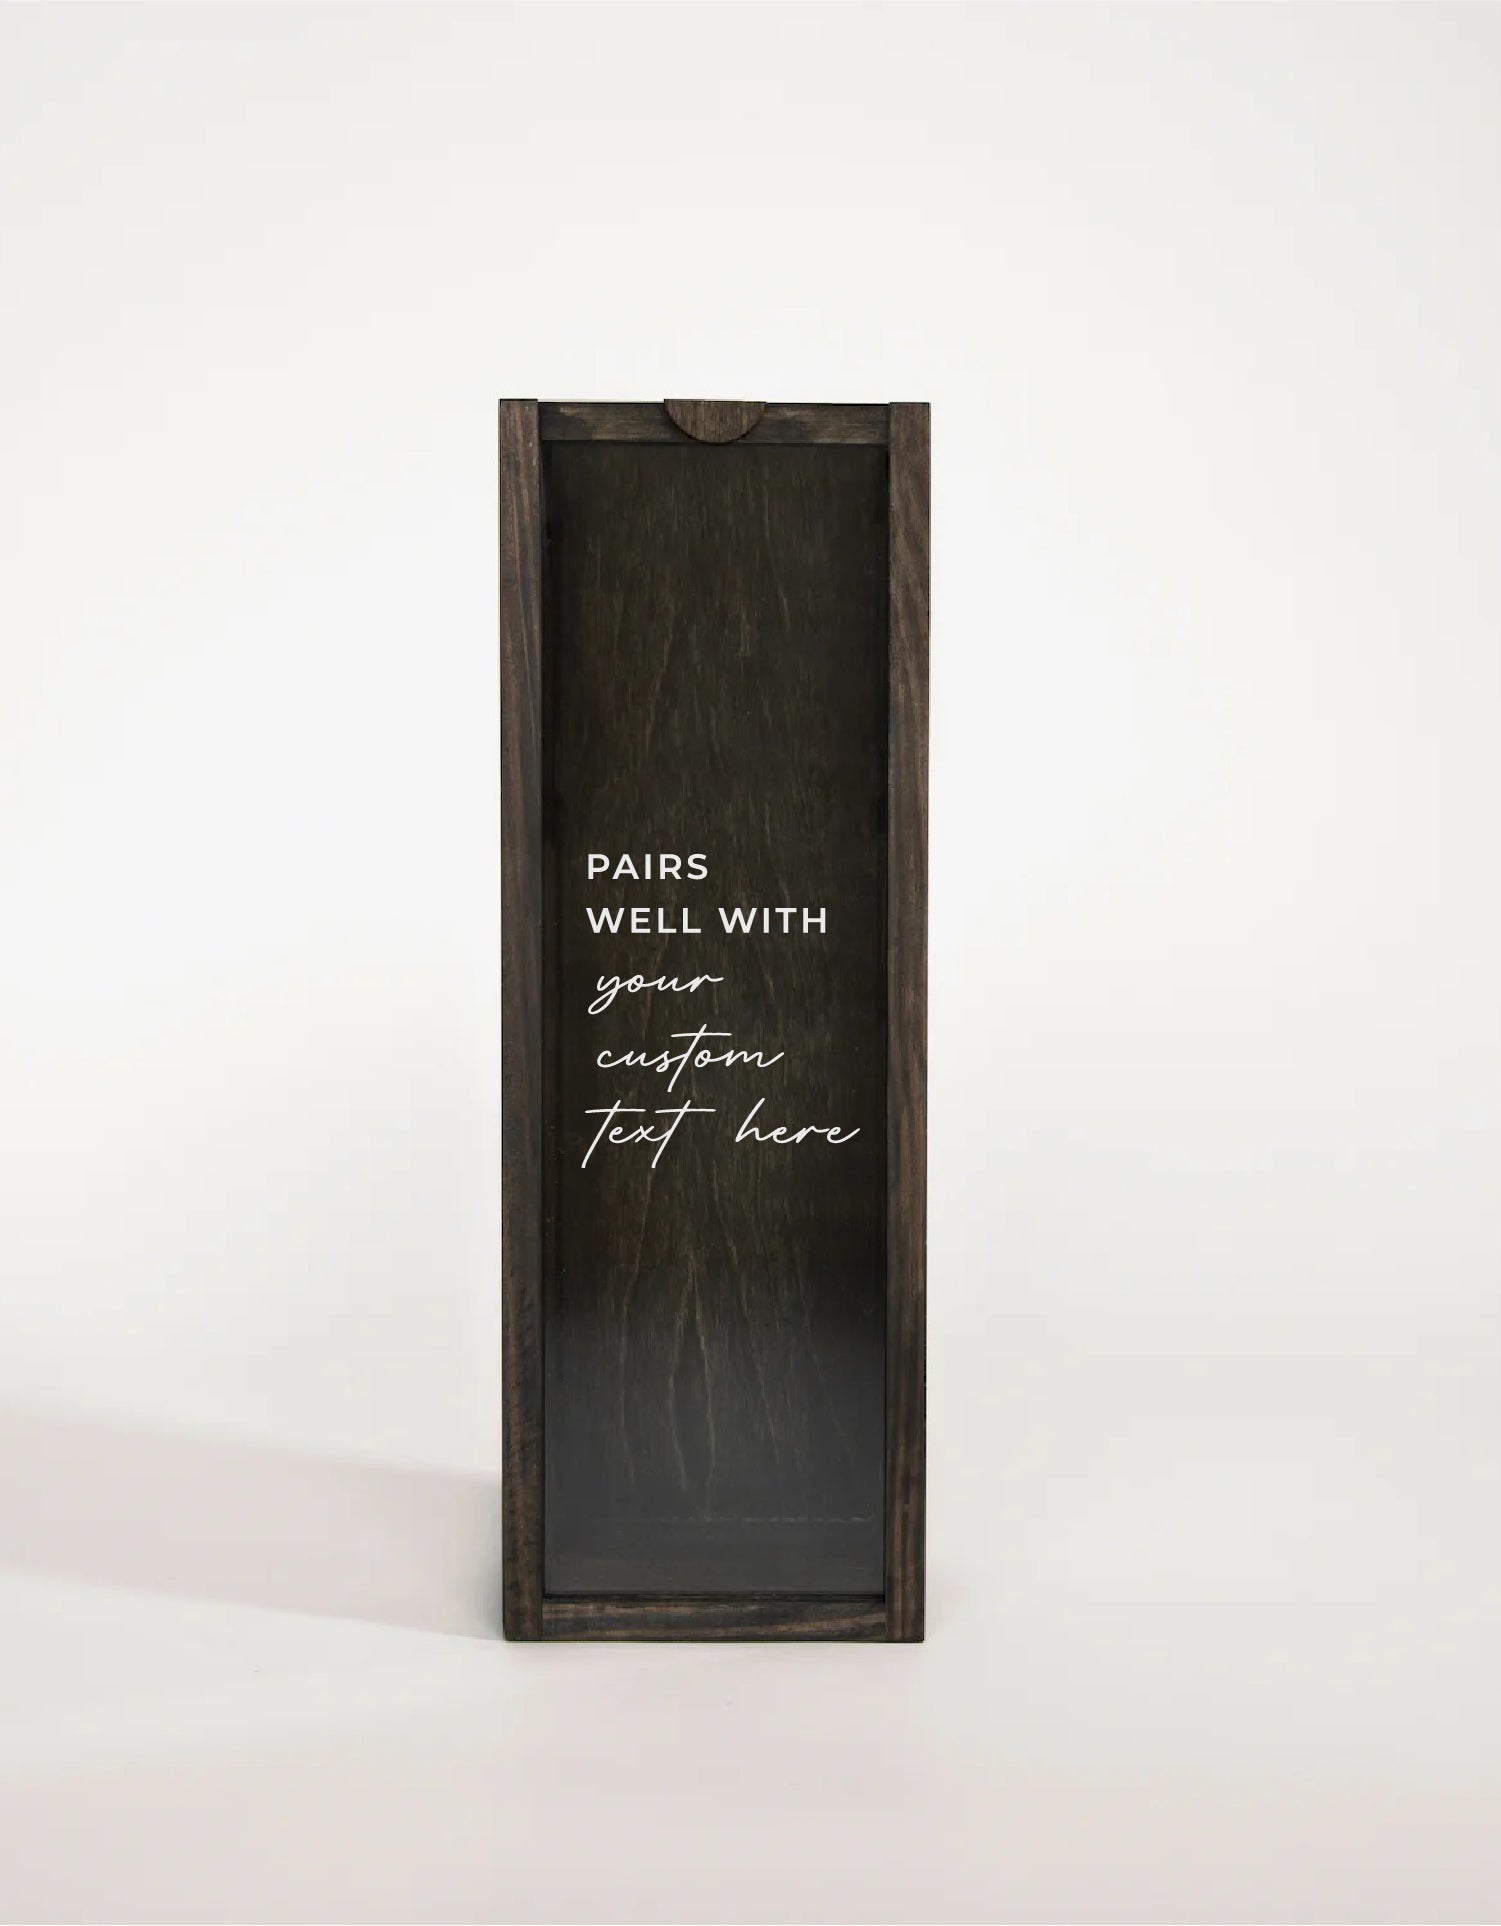 PAIRS
WELL WITH
your
custom
text here